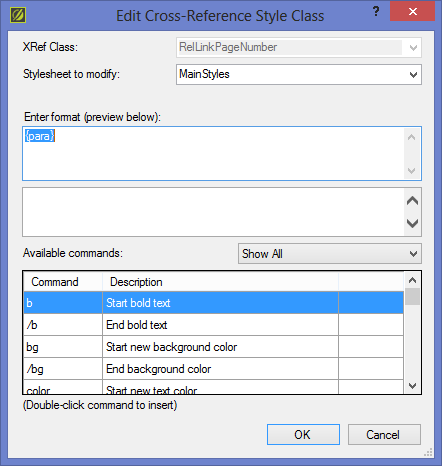 Edit Cross-Reference Style Class
XRef Class: RelLinkPageNumber
Stylesheet to modify: MainStyles
Enter format (preview below):
{para}
Available commands: Show All
Command Description
b Start bold text
/b End bold text
bg Start new background color
/bg End background color
color Start new text color
(Double-click command to insert)
OK Cancel